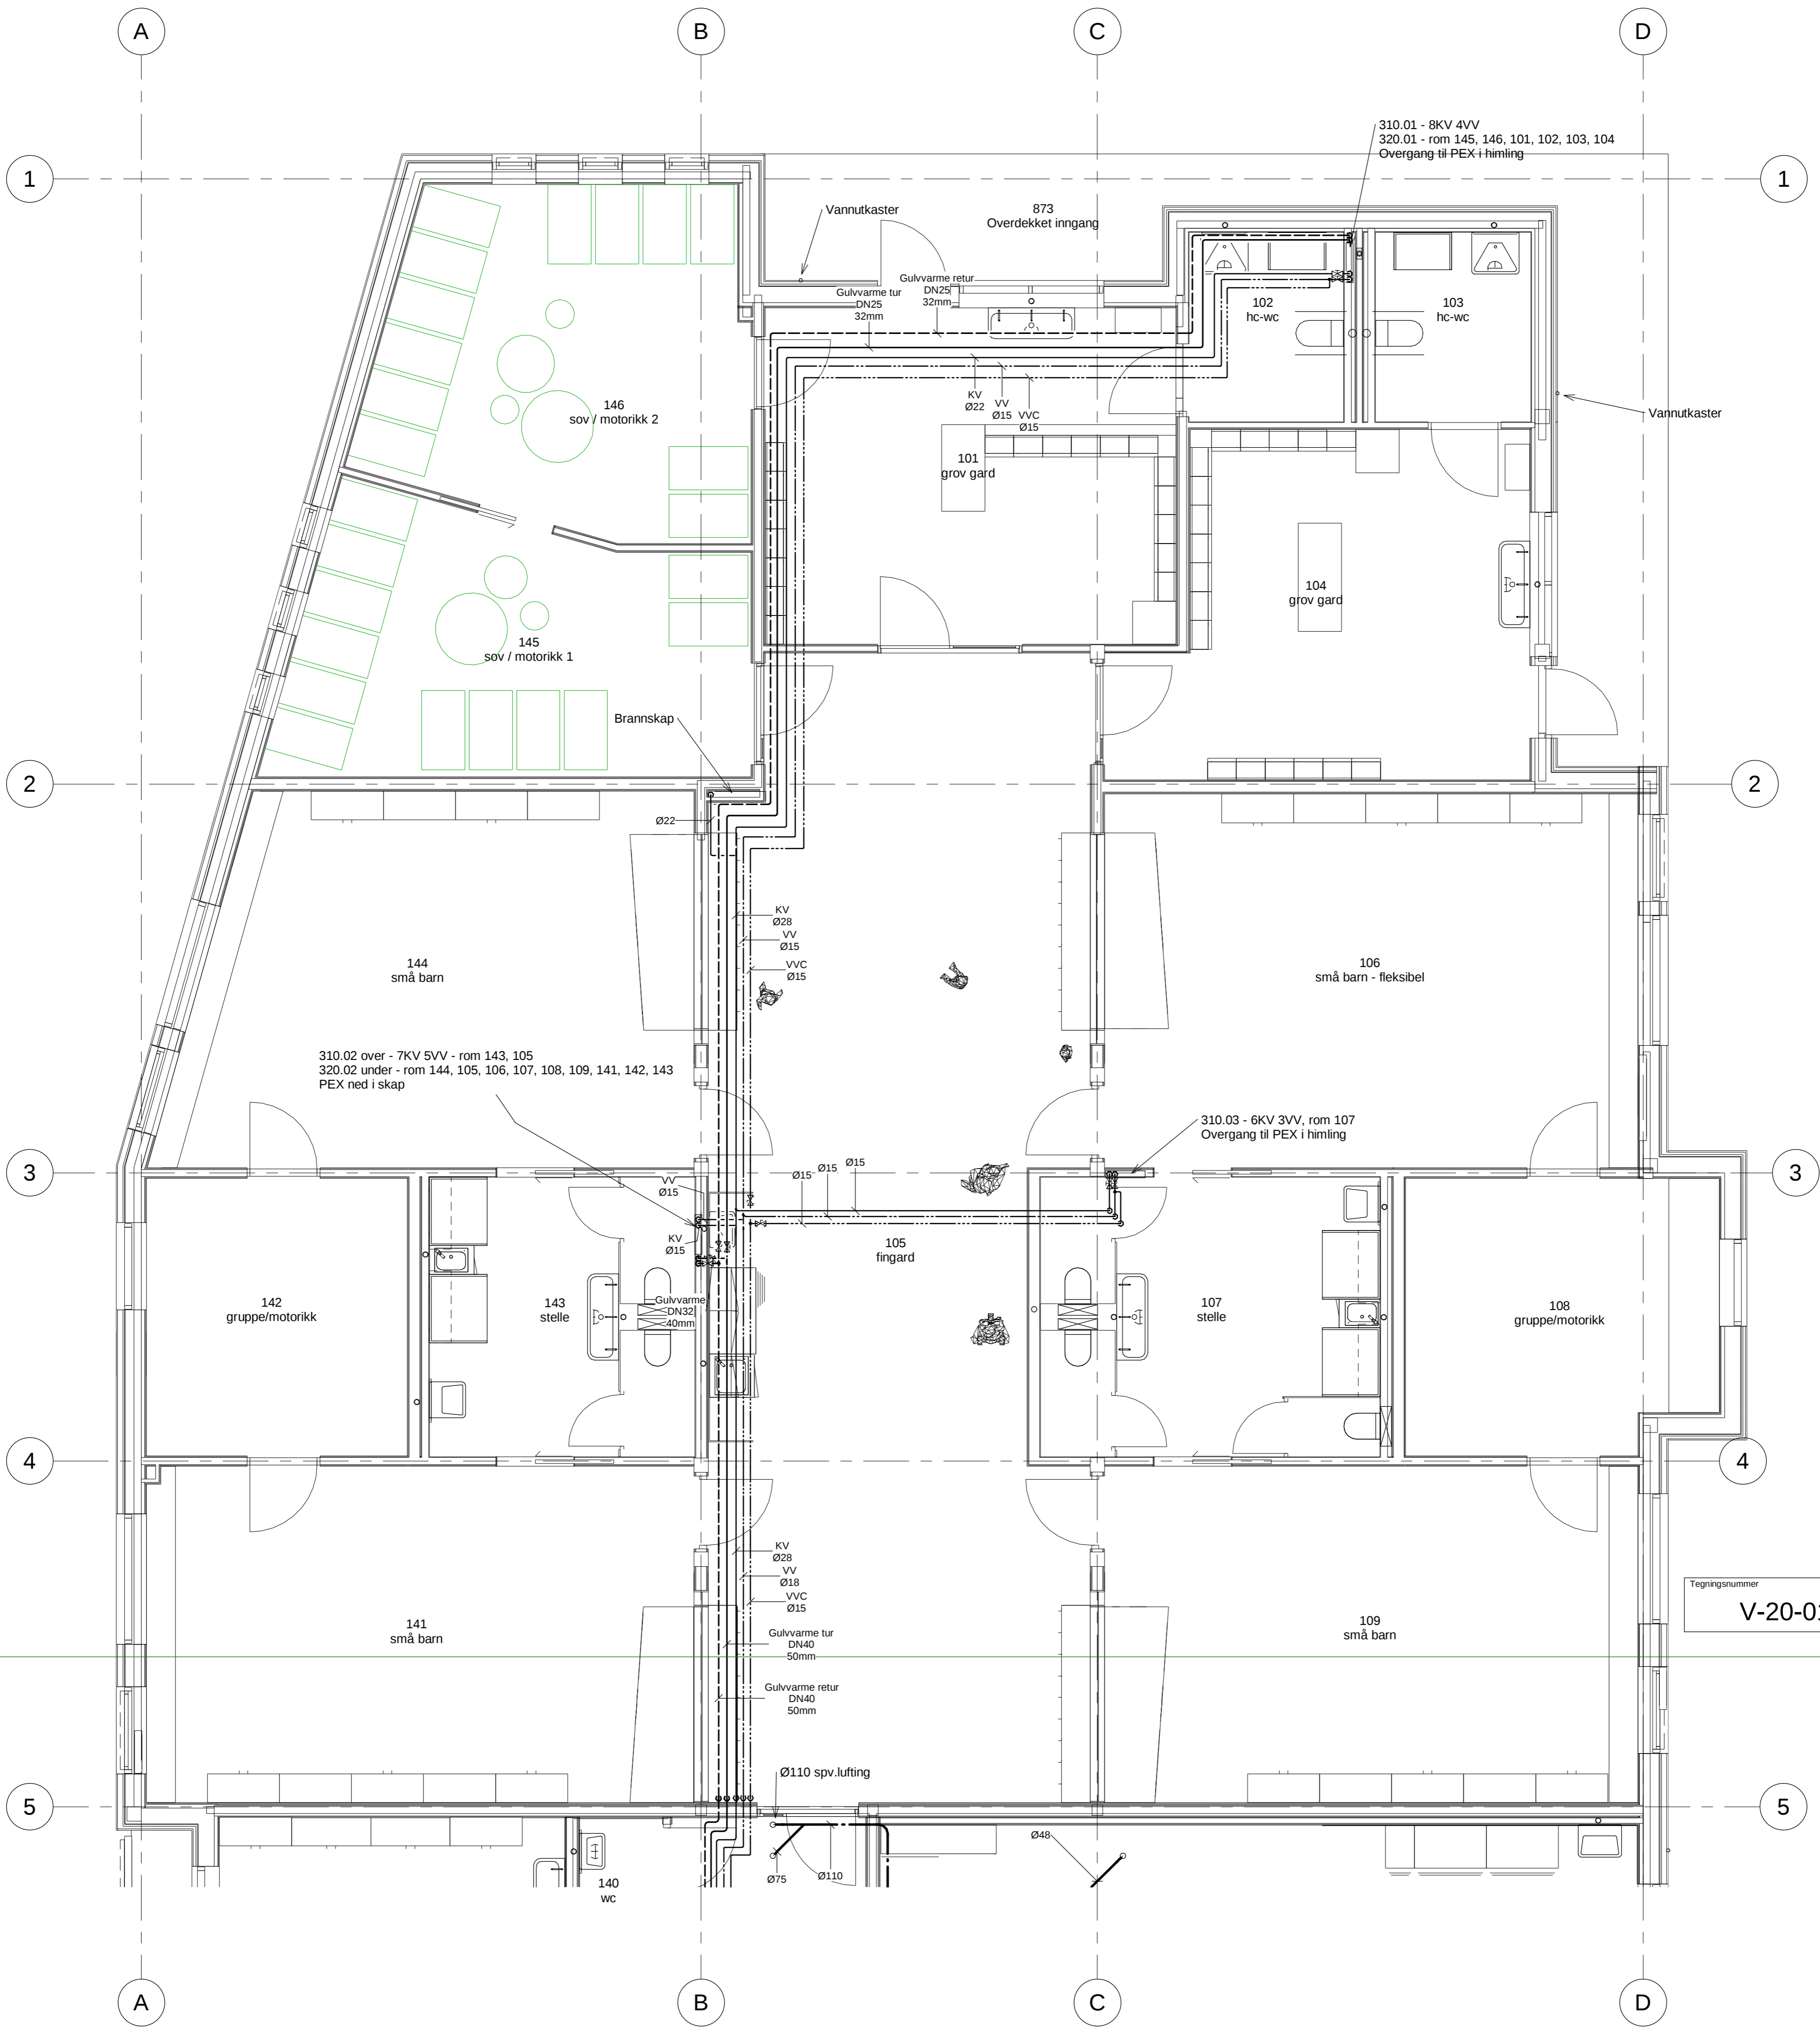 A
B
C
D
310.01 - 8KV 4VV
320.01 - rom 145, 146, 101, 102, 103, 104
Overgang til PEX i himling
1
1
Vannutkaster
873
Overdekket inngang
Gulvvarme retur
DN25
32mm
Gulvvarme tur
DN25
32mm
102
hc-wc
103
hc-wc
KV
Ø22
VV
Ø15
VVC
Ø15
146
sov / motorikk 2
Vannutkaster
101
grov gard
104
grov gard
145
sov / motorikk 1
Brannskap
2
2
Ø22
KV
Ø28
VV
Ø15
VVC
Ø15
144
små barn
106
små barn - fleksibel
310.02 over - 7KV 5VV - rom 143, 105
320.02 under - rom 144, 105, 106, 107, 108, 109, 141, 142, 143
PEX ned i skap
310.03 - 6KV 3VV, rom 107
Overgang til PEX i himling
3
3
VV
Ø15
Ø15
Ø15
Ø15
KV
Ø15
105
fingard
142
gruppe/motorikk
143
stelle
Gulvvarme
DN32
40mm
107
stelle
108
gruppe/motorikk
4
4
KV
Ø28
VV
Ø18
VVC
Ø15
Tegningsnummer
V-20-01
141
små barn
109
små barn
Gulvvarme tur
DN40
50mm
Gulvvarme retur
DN40
50mm
Ø110 spv.lufting
5
5
Ø48
Ø75
Ø110
140
wc
A
B
C
D